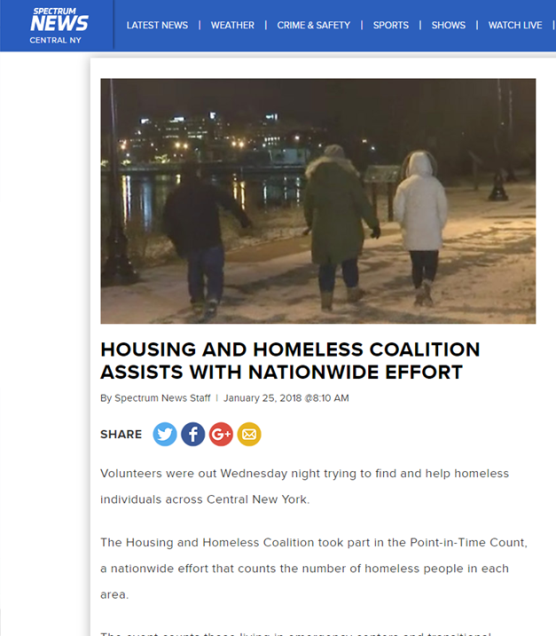 SPECTRUM
NEWS
CENTRAL NY
LATEST NEWS | WEATHER | CRIME & SAFETY | SPORTS | SHOWS | WATCH LIVE |
HOUSING AND HOMELESS COALITION
ASSISTS WITH NATIONWIDE EFFORT
By Spectrum News Staff | January 25, 2018 @8:10 AM
SHARE
Volunteers were out Wednesday night trying to find and help homeless
individuals across Central New York.
The Housing and Homeless Coalition took part in the Point-in-Time Count,
a nationwide effort that counts the number of homeless people in each
area.
The event counts those living in emergency centers and transitional